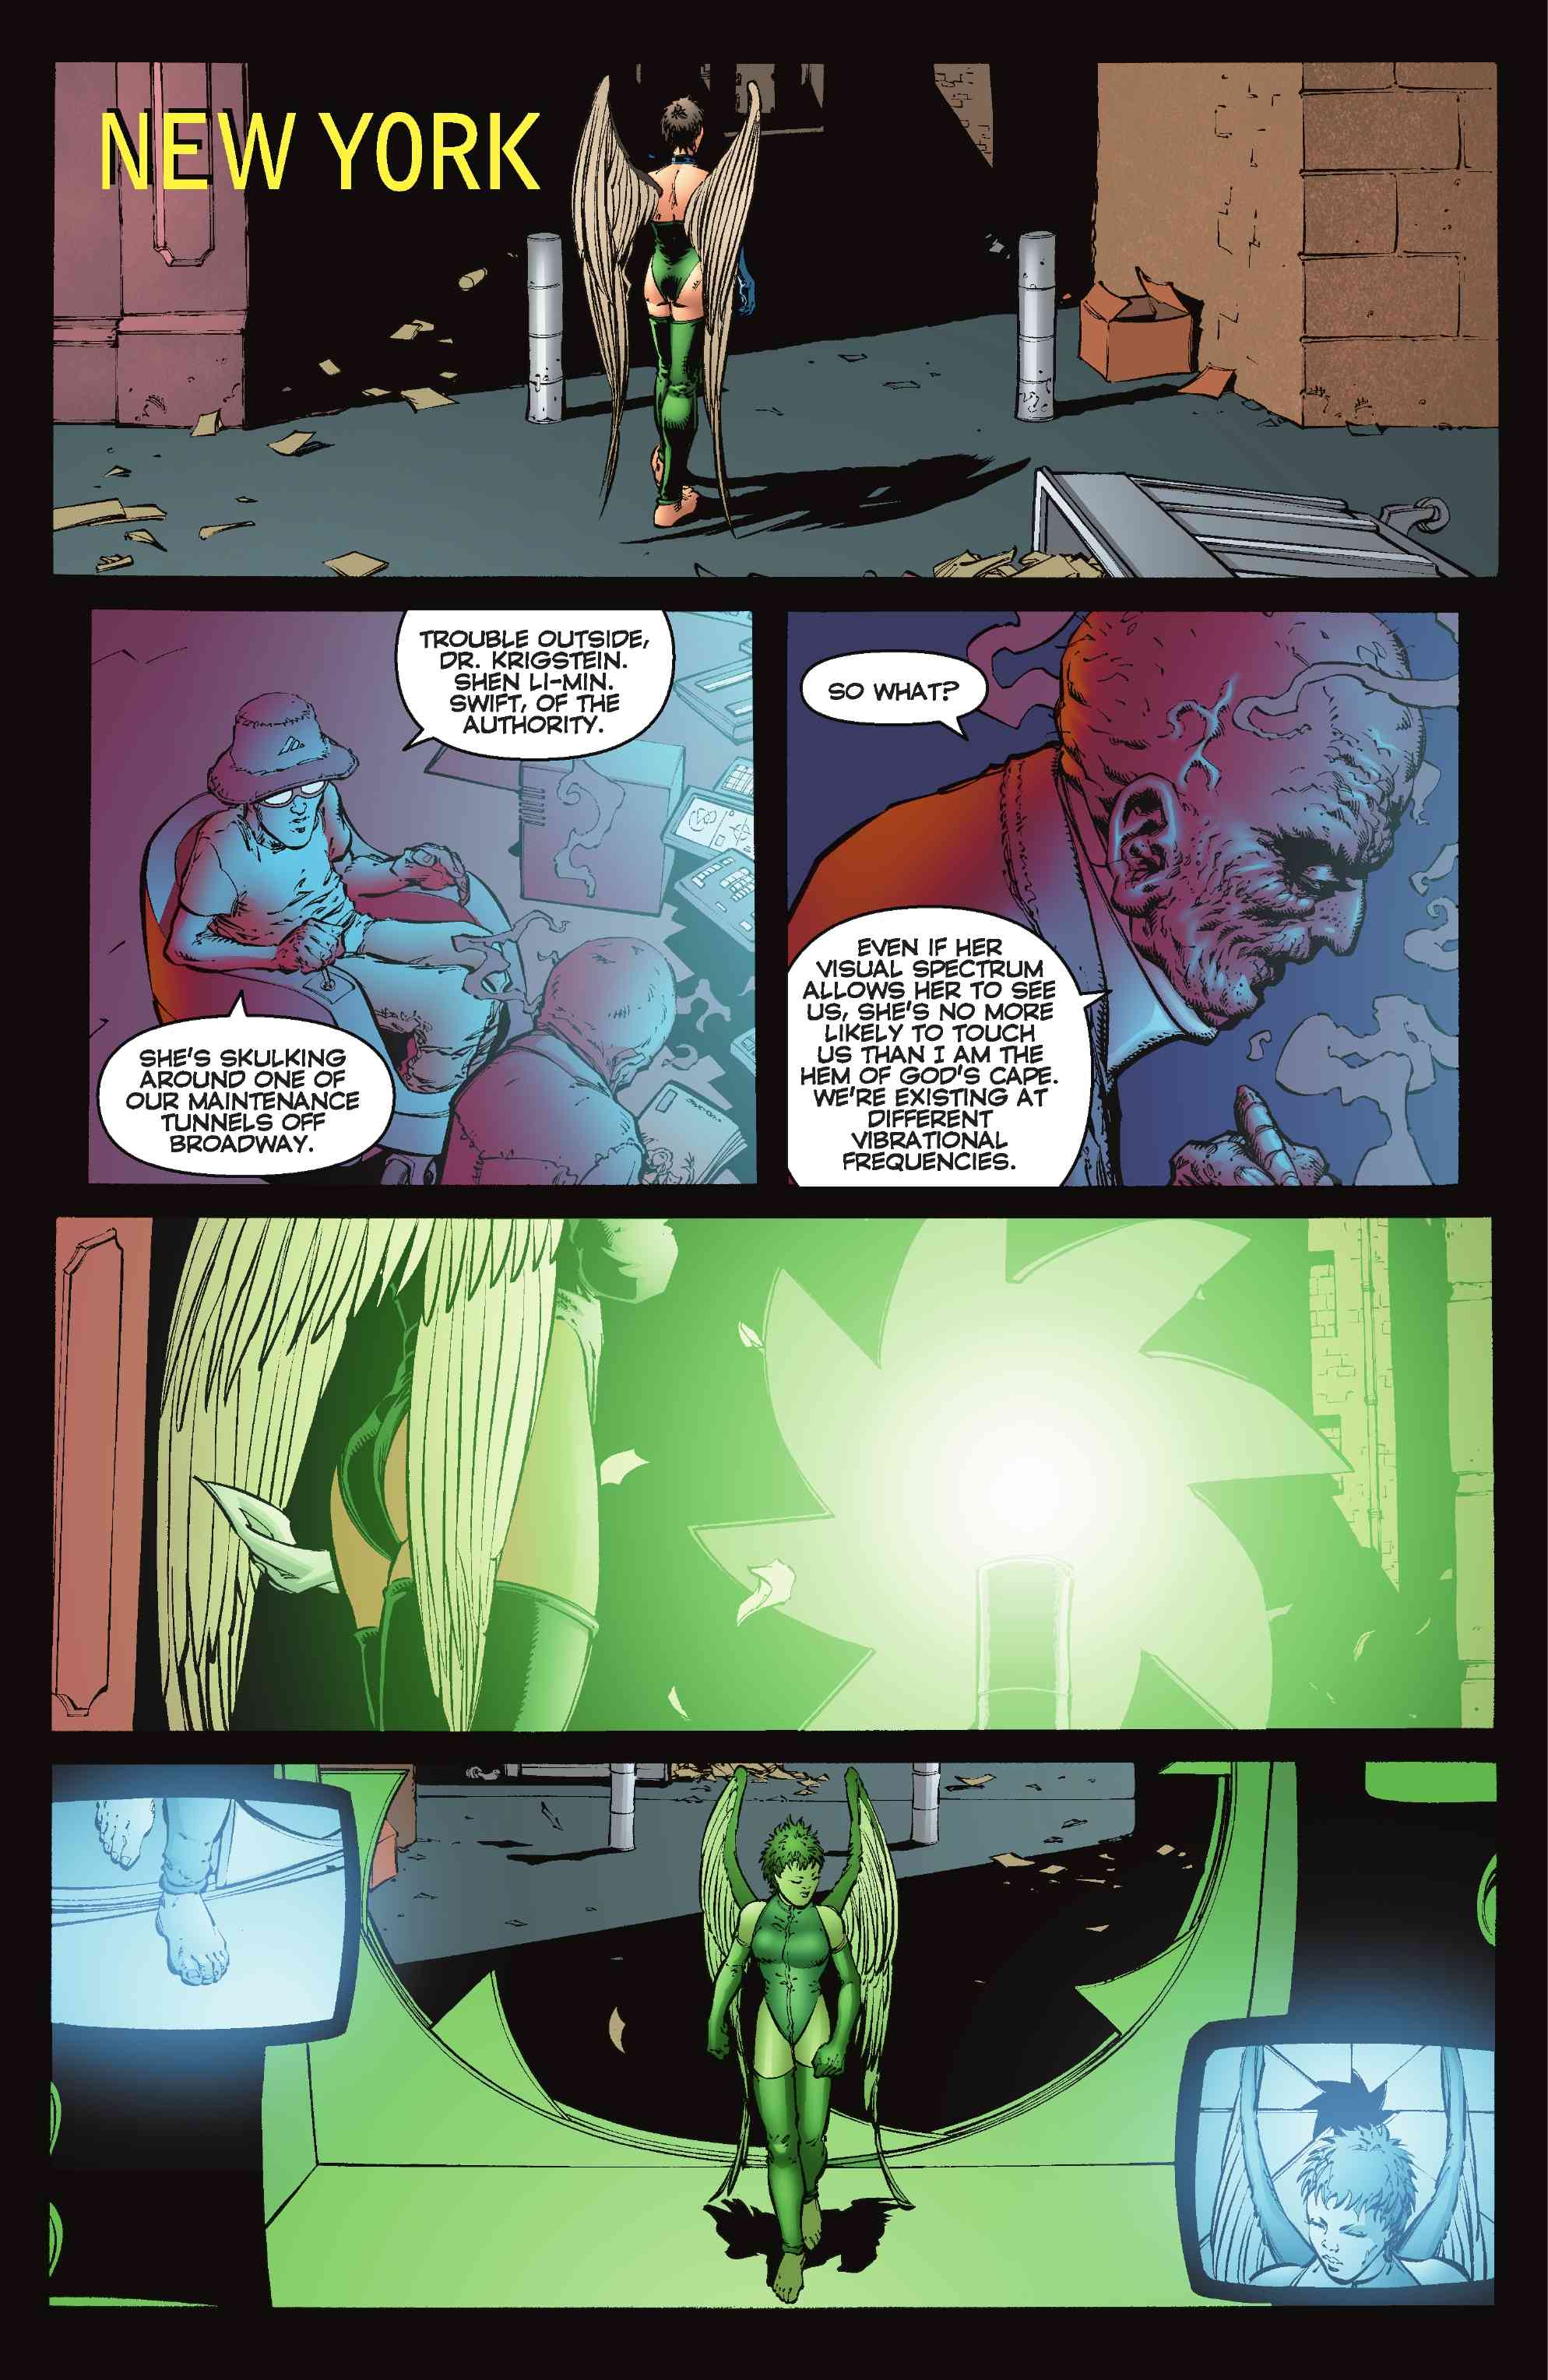 NEW YORK
TROUBLE OUTSIDE,
DR. KRIGSTEIN.
SHEN LI-MIN.
SWIFT, OF THE
AUTHORITY.
SHE'S SKULKING
AROUND ONE OF
OUR MAINTENANCE
TUNNELS OFF
BROADWAY.
SO WHAT?
EVEN IF HER
VISUAL SPECTRUM
ALLOWS HER TO SEE
US, SHE'S NO MORE
LIKELY TO TOUCH
US THAN I AM THE
HEM OF GOD'S CAPE.
WE'RE EXISTING AT
DIFFERENT
VIBRATIONAL
FREQUENCIES.